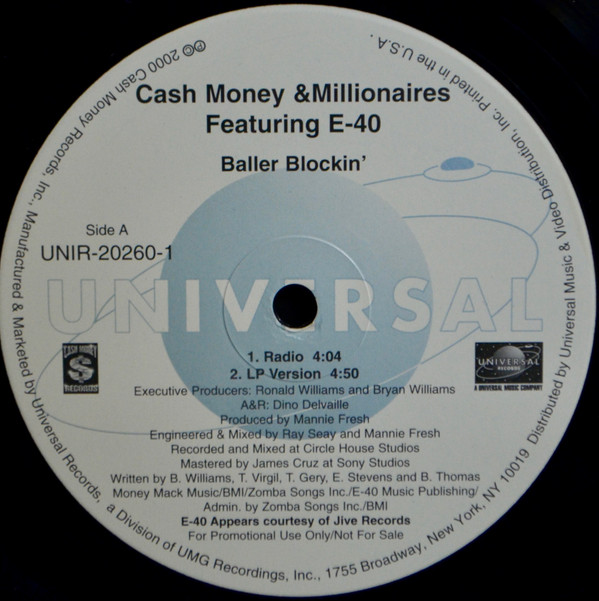 Cash Money &Millionaires
Featuring E-40
Baller Blockin'
Side A
UNIR-20260-1
UNIVERSAL
1. Radio 4:04
2. LP Version 4:50
CASH MONEY
RECORDS
UNIVERSAL
RECORDS
A UNIVERSAL MUSIC COMPANY
Executive Producers: Ronald Williams and Bryan Williams
A&R: Dino Delvaille
Produced by Mannie Fresh
Engineered & Mixed by Ray Seay and Mannie Fresh
Recorded and Mixed at Circle House Studios
Mastered by James Cruz at Sony Studios
Written by B. Williams, T. Virgil, T. Gery, E. Stevens and B. Thomas
Money Mack Music/BMI/Zomba Songs Inc./E-40 Music Publishing/
Admin. by Zomba Songs Inc./BMI
E-40 Appears courtesy of Jive Records
For Promotional Use Only/Not For Sale
℗© 2000 Cash Money Records, Inc., Manufactured & Marketed by Universal Records, a Division of UMG Recordings, Inc., 1755 Broadway, New York, NY 10019 Distributed by Universal Music & Video Distribution, Inc. Printed in the U.S.A.